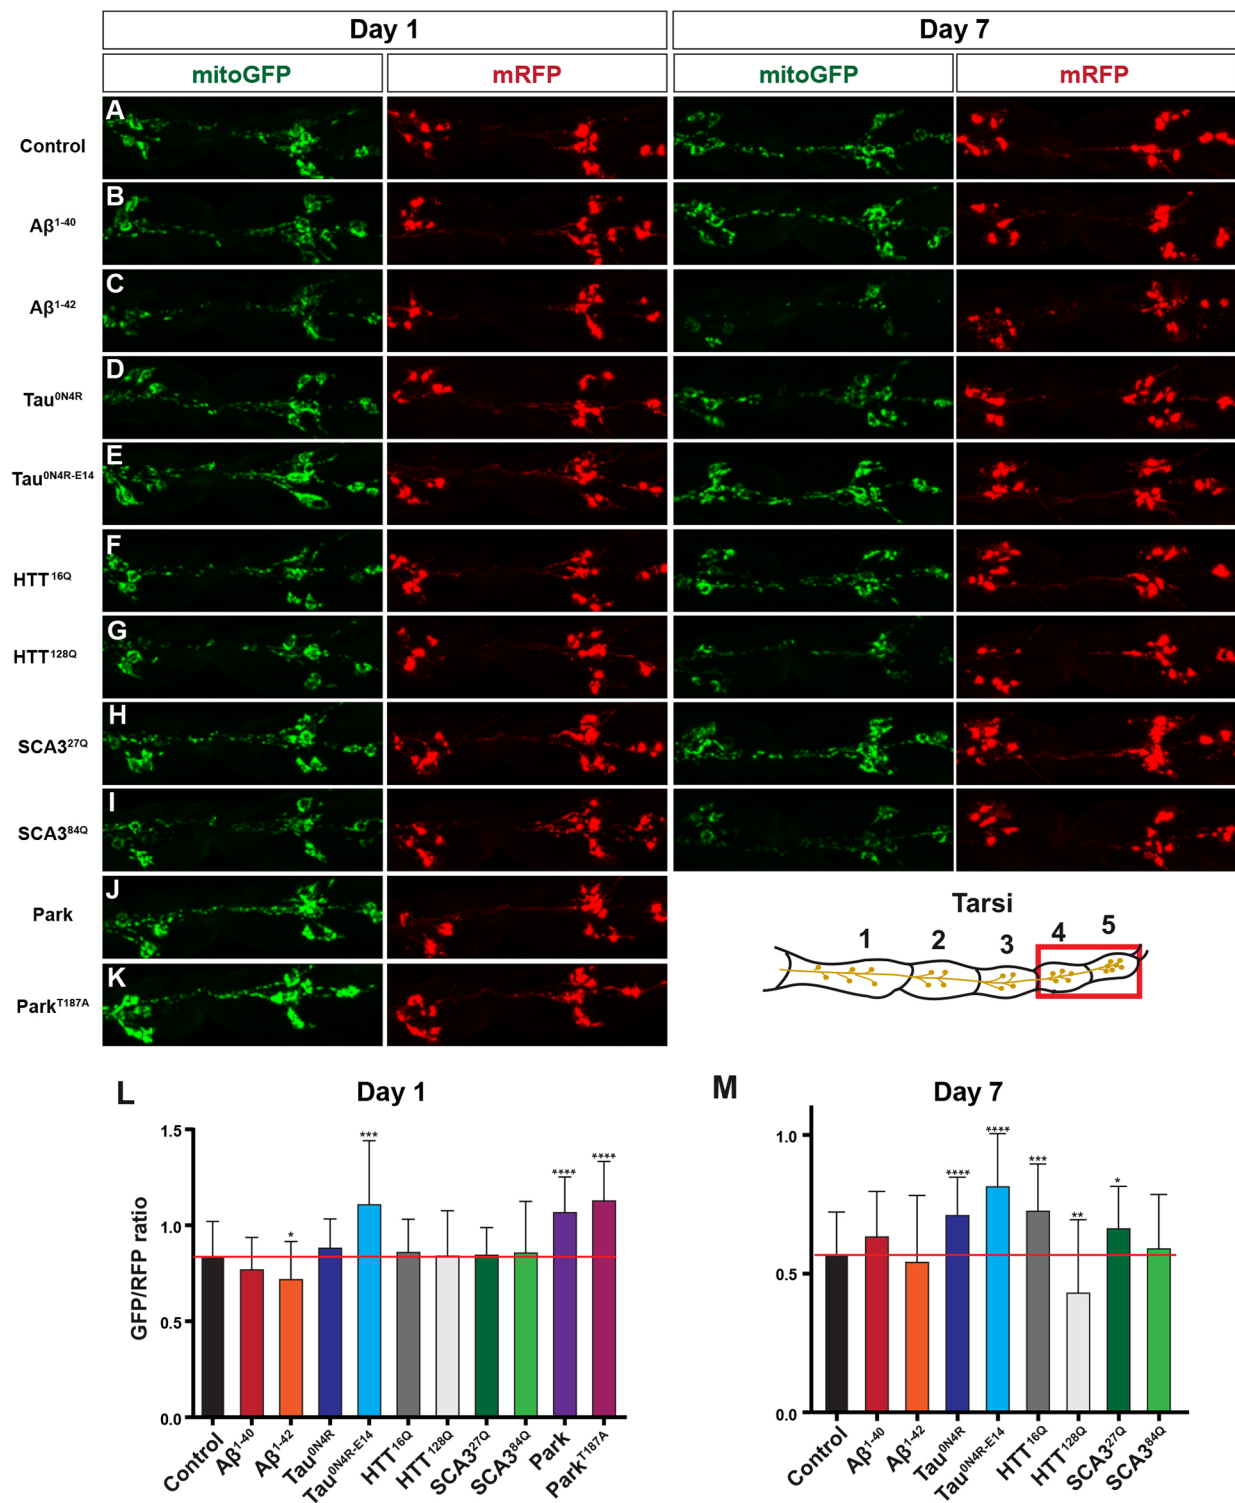 Day 1 Day 7
mitoGFP mRFP mitoGFP mRFP
A
Control
B
Aβ1-40
C
Aβ1-42
D
Tau0N4R
E
Tau0N4R-E14
F
HTT16Q
G
HTT128Q
H
SCA327Q
I
SCA384Q
J
Park
K
ParkT187A
Tarsi
1 2 3 4 5
L Day 1
GFP/RFP ratio
1.5
1.0
0.5
0.0
* *** **** ****
Control Aβ1-40 Aβ1-42 Tau0N4R Tau0N4R-E14 HTT16Q HTT128Q SCA327Q SCA384Q Park ParkT187A
M Day 7
1.0
0.5
0.0
**** **** *** ** *
Control Aβ1-40 Aβ1-42 Tau0N4R Tau0N4R-E14 HTT16Q HTT128Q SCA327Q SCA384Q